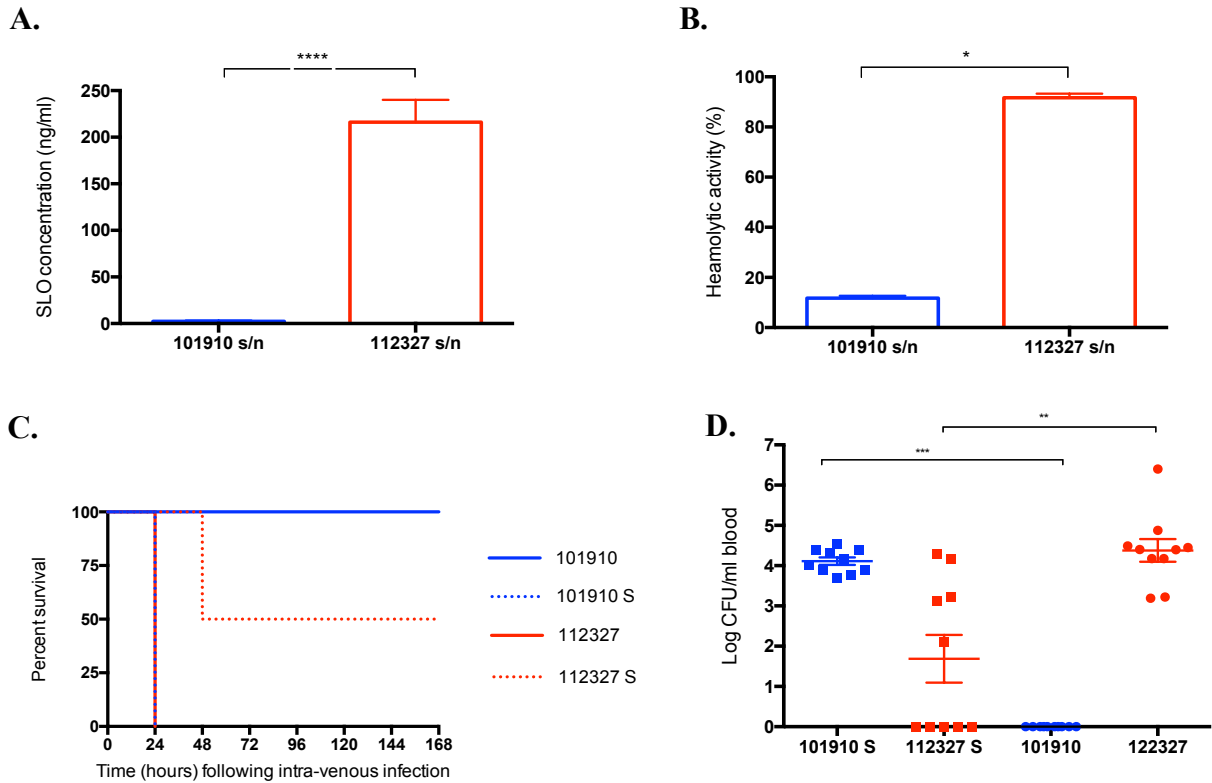 A.
****
SLO concentration (ng/ml)
250
200
150
100
50
0
101910 s/n
112327 s/n
B.
*
Heamolytic activity (%)
100
80
60
40
20
0
101910 s/n
112327 s/n
C.
Percent survival
100
75
50
25
0
0 24 48 72 96 120 144 168
Time (hours) following intra-venous infection
101910
101910 S
112327
112327 S
D.
**
***
Log CFU/ml blood
7
6
5
4
3
2
1
0
101910 S
112327 S
101910
122327